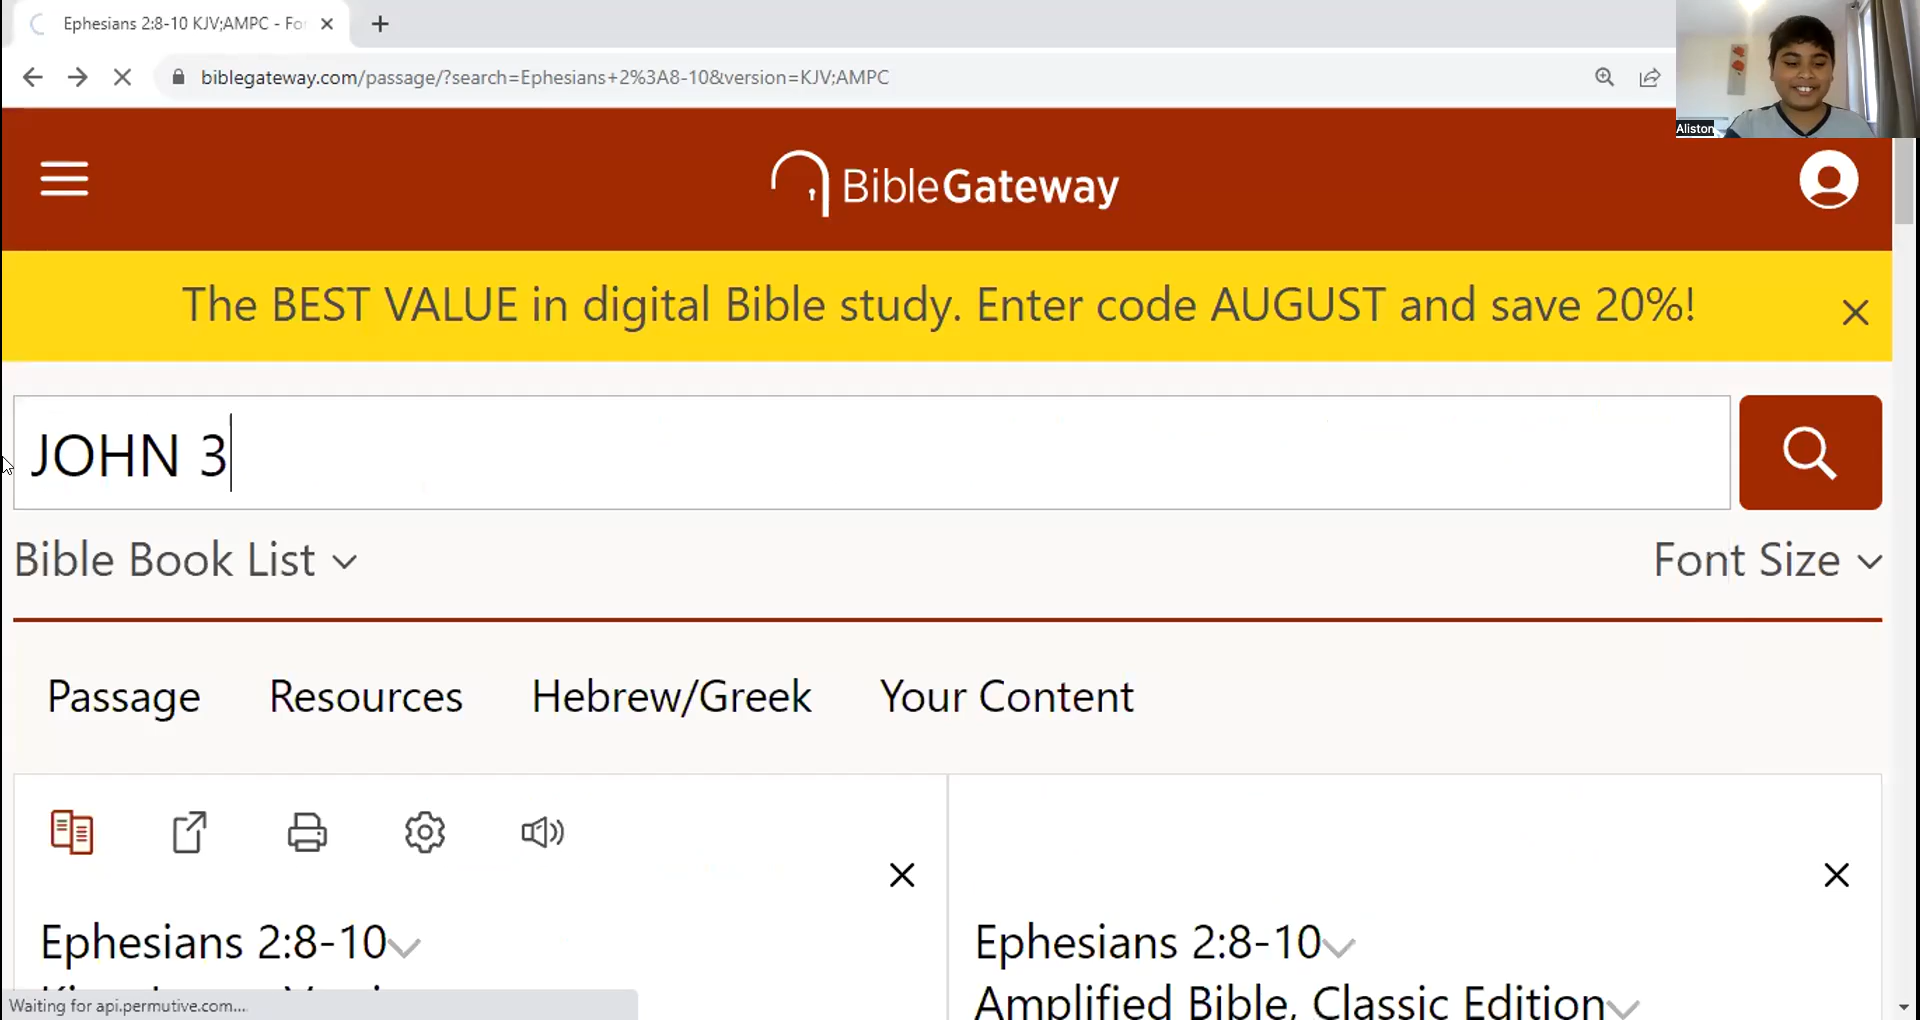 Ephesians 2:8-10 KJV;AMPC - Fo
biblegateway.com/passage/?search=Ephesians+2%3A8-10&version=KJV;AMPC
Aliston
BibleGateway
The BEST VALUE in digital Bible study. Enter code AUGUST and save 20%!
JOHN 3
Bible Book List
Font Size
Passage Resources Hebrew/Greek Your Content
Ephesians 2:8-10
Ephesians 2:8-10
Amplified Bible, Classic Edition
Waiting for api.permutive.com...